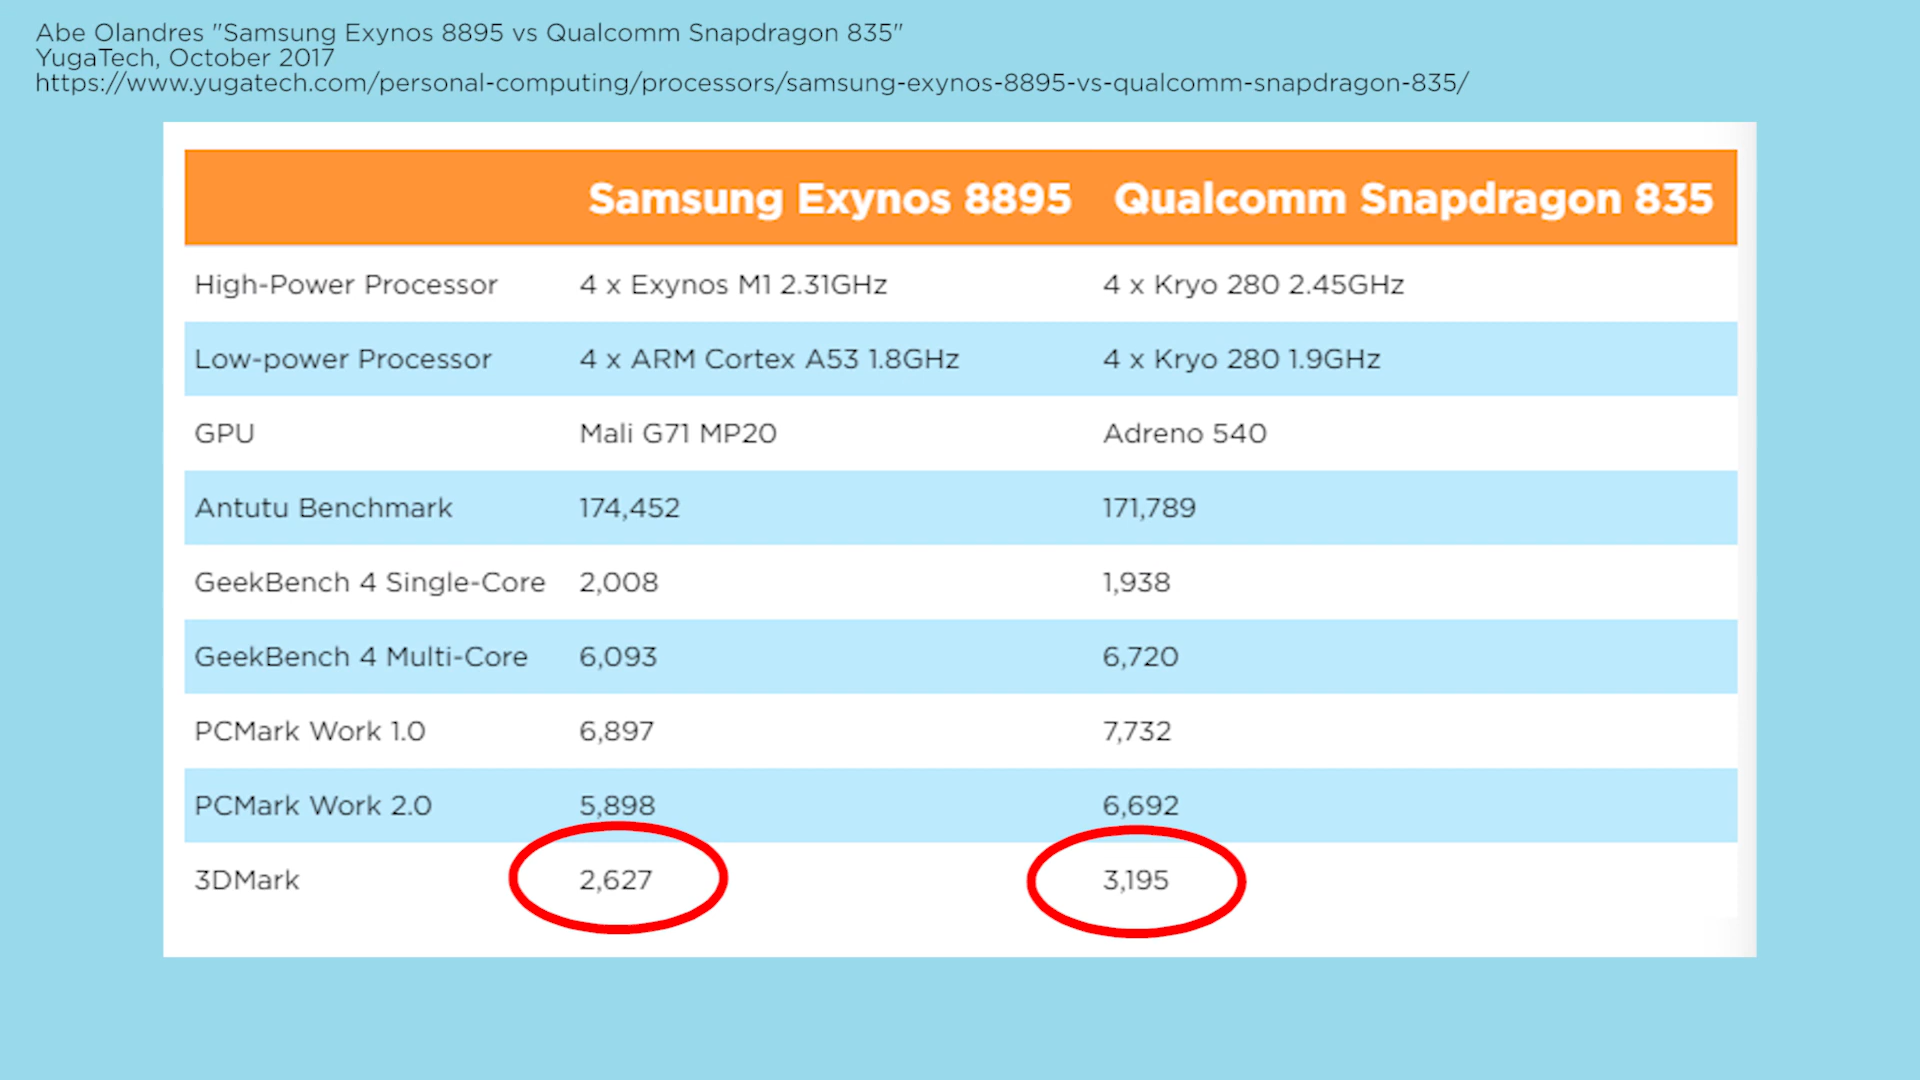 Abe Olandres "Samsung Exynos 8895 vs Qualcomm Snapdragon 835"
YugaTech, October 2017
https://www.yugatech.com/personal-computing/processors/samsung-exynos-8895-vs-qualcomm-snapdragon-835/
Samsung Exynos 8895 Qualcomm Snapdragon 835
High-Power Processor 4 x Exynos M1 2.31GHz 4 x Kryo 280 2.45GHz
Low-power Processor 4 x ARM Cortex A53 1.8GHz 4 x Kryo 280 1.9GHz
GPU Mali G71 MP20 Adreno 540
Antutu Benchmark 174,452 171,789
GeekBench 4 Single-Core 2,008 1,938
GeekBench 4 Multi-Core 6,093 6,720
PCMark Work 1.0 6,897 7,732
PCMark Work 2.0 5,898 6,692
3DMark 2,627 3,195